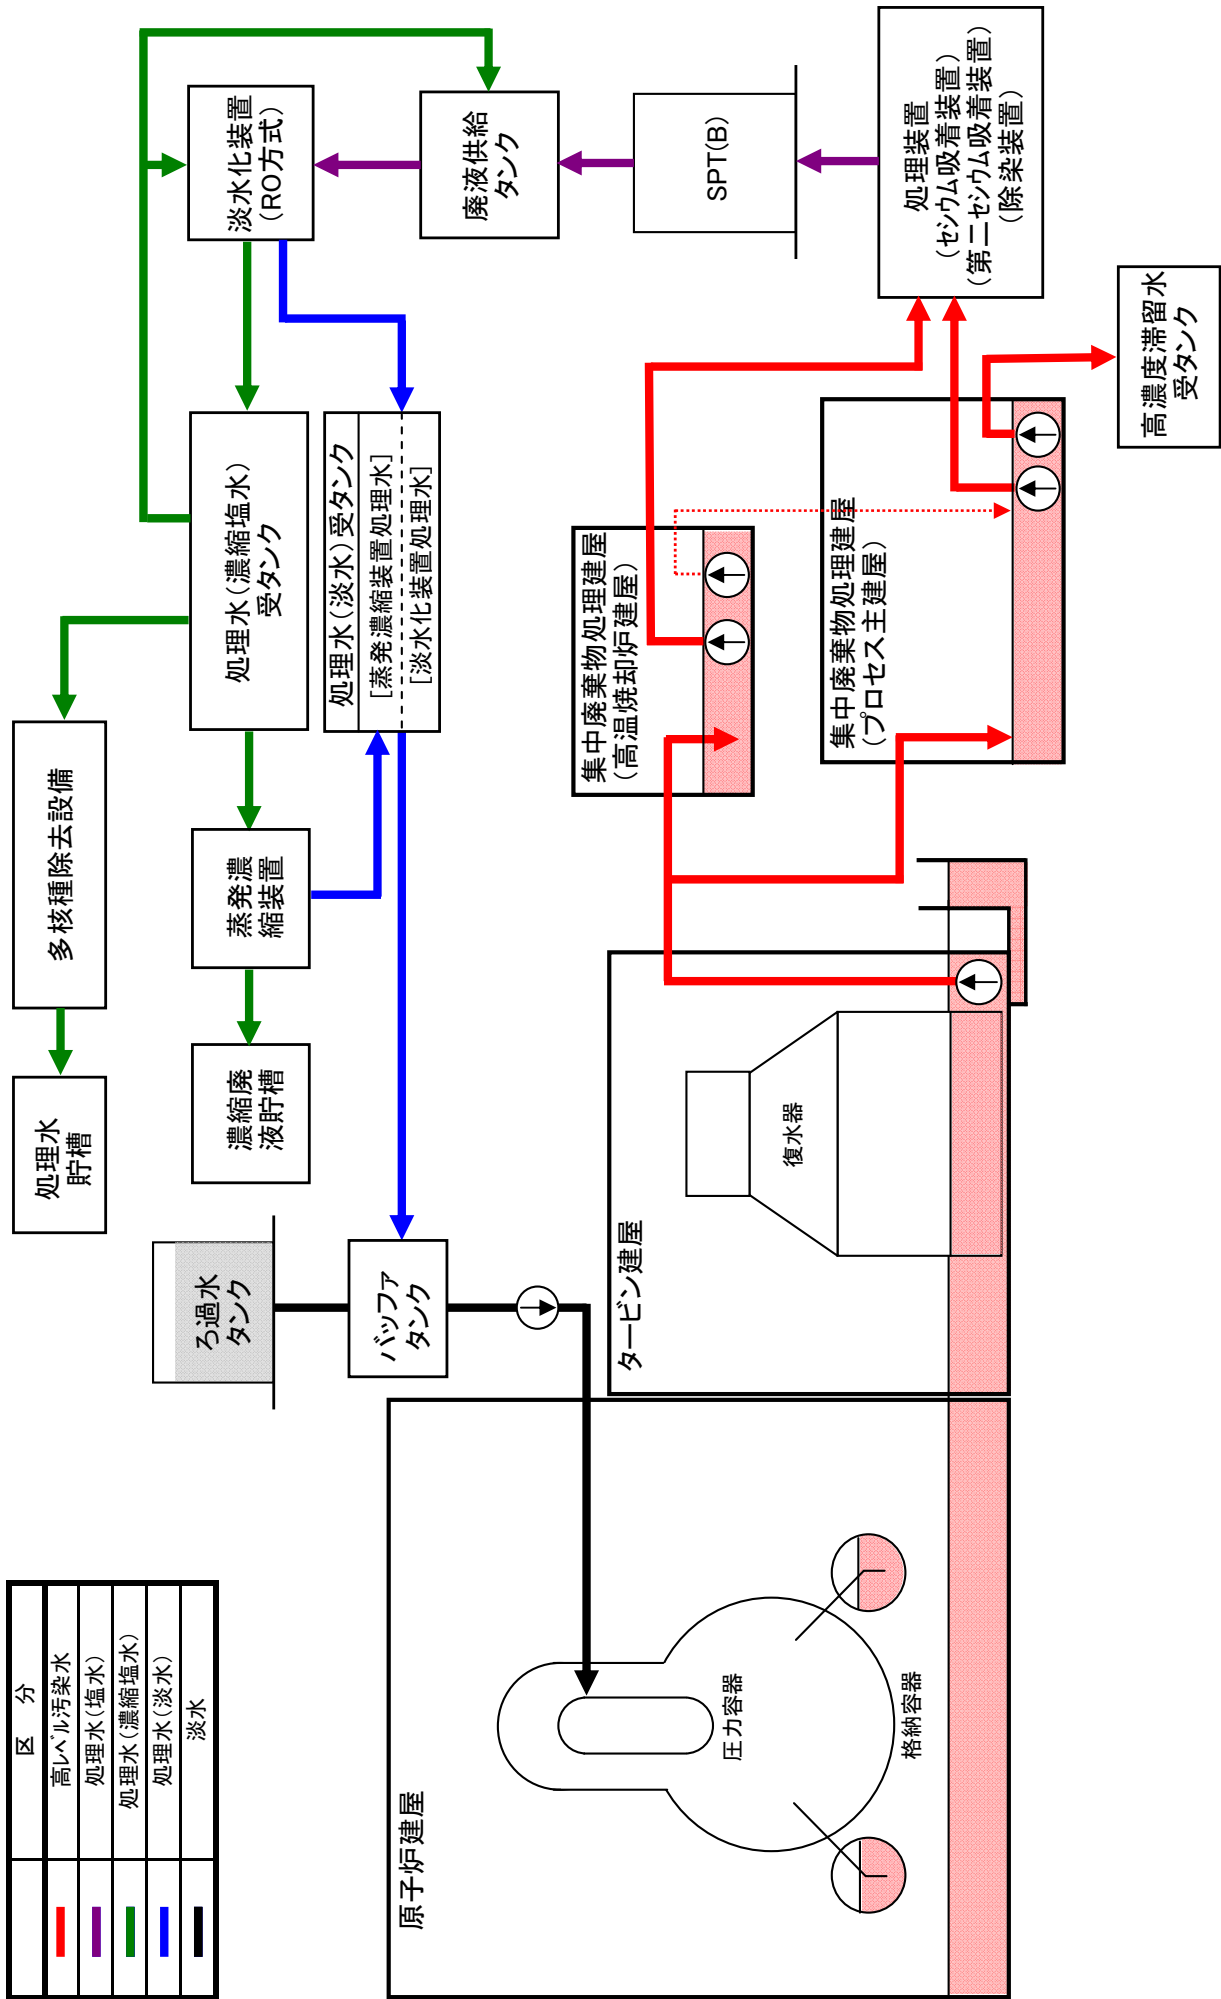 区　分
高レベル汚染水
処理水(塩水)
処理水(濃縮塩水)
処理水(淡水)
淡水
原子炉建屋
圧力容器
格納容器
ろ過水
タンク
バッファ
タンク
タービン建屋
復水器
処理水
貯槽
多核種除去設備
濃縮廃
液貯槽
蒸発濃
縮装置
処理水(濃縮塩水)
受タンク
処理水(淡水)受タンク
[蒸発濃縮装置処理水]
[淡水化装置処理水]
淡水化装置
(RO方式)
廃液供給
タンク
SPT(B)
処理装置
(セシウム吸着装置)
(第二セシウム吸着装置)
(除染装置)
集中廃棄物処理建屋
(高温焼却炉建屋)
集中廃棄物処理建屋
(プロセス主建屋)
高濃度滞留水
受タンク